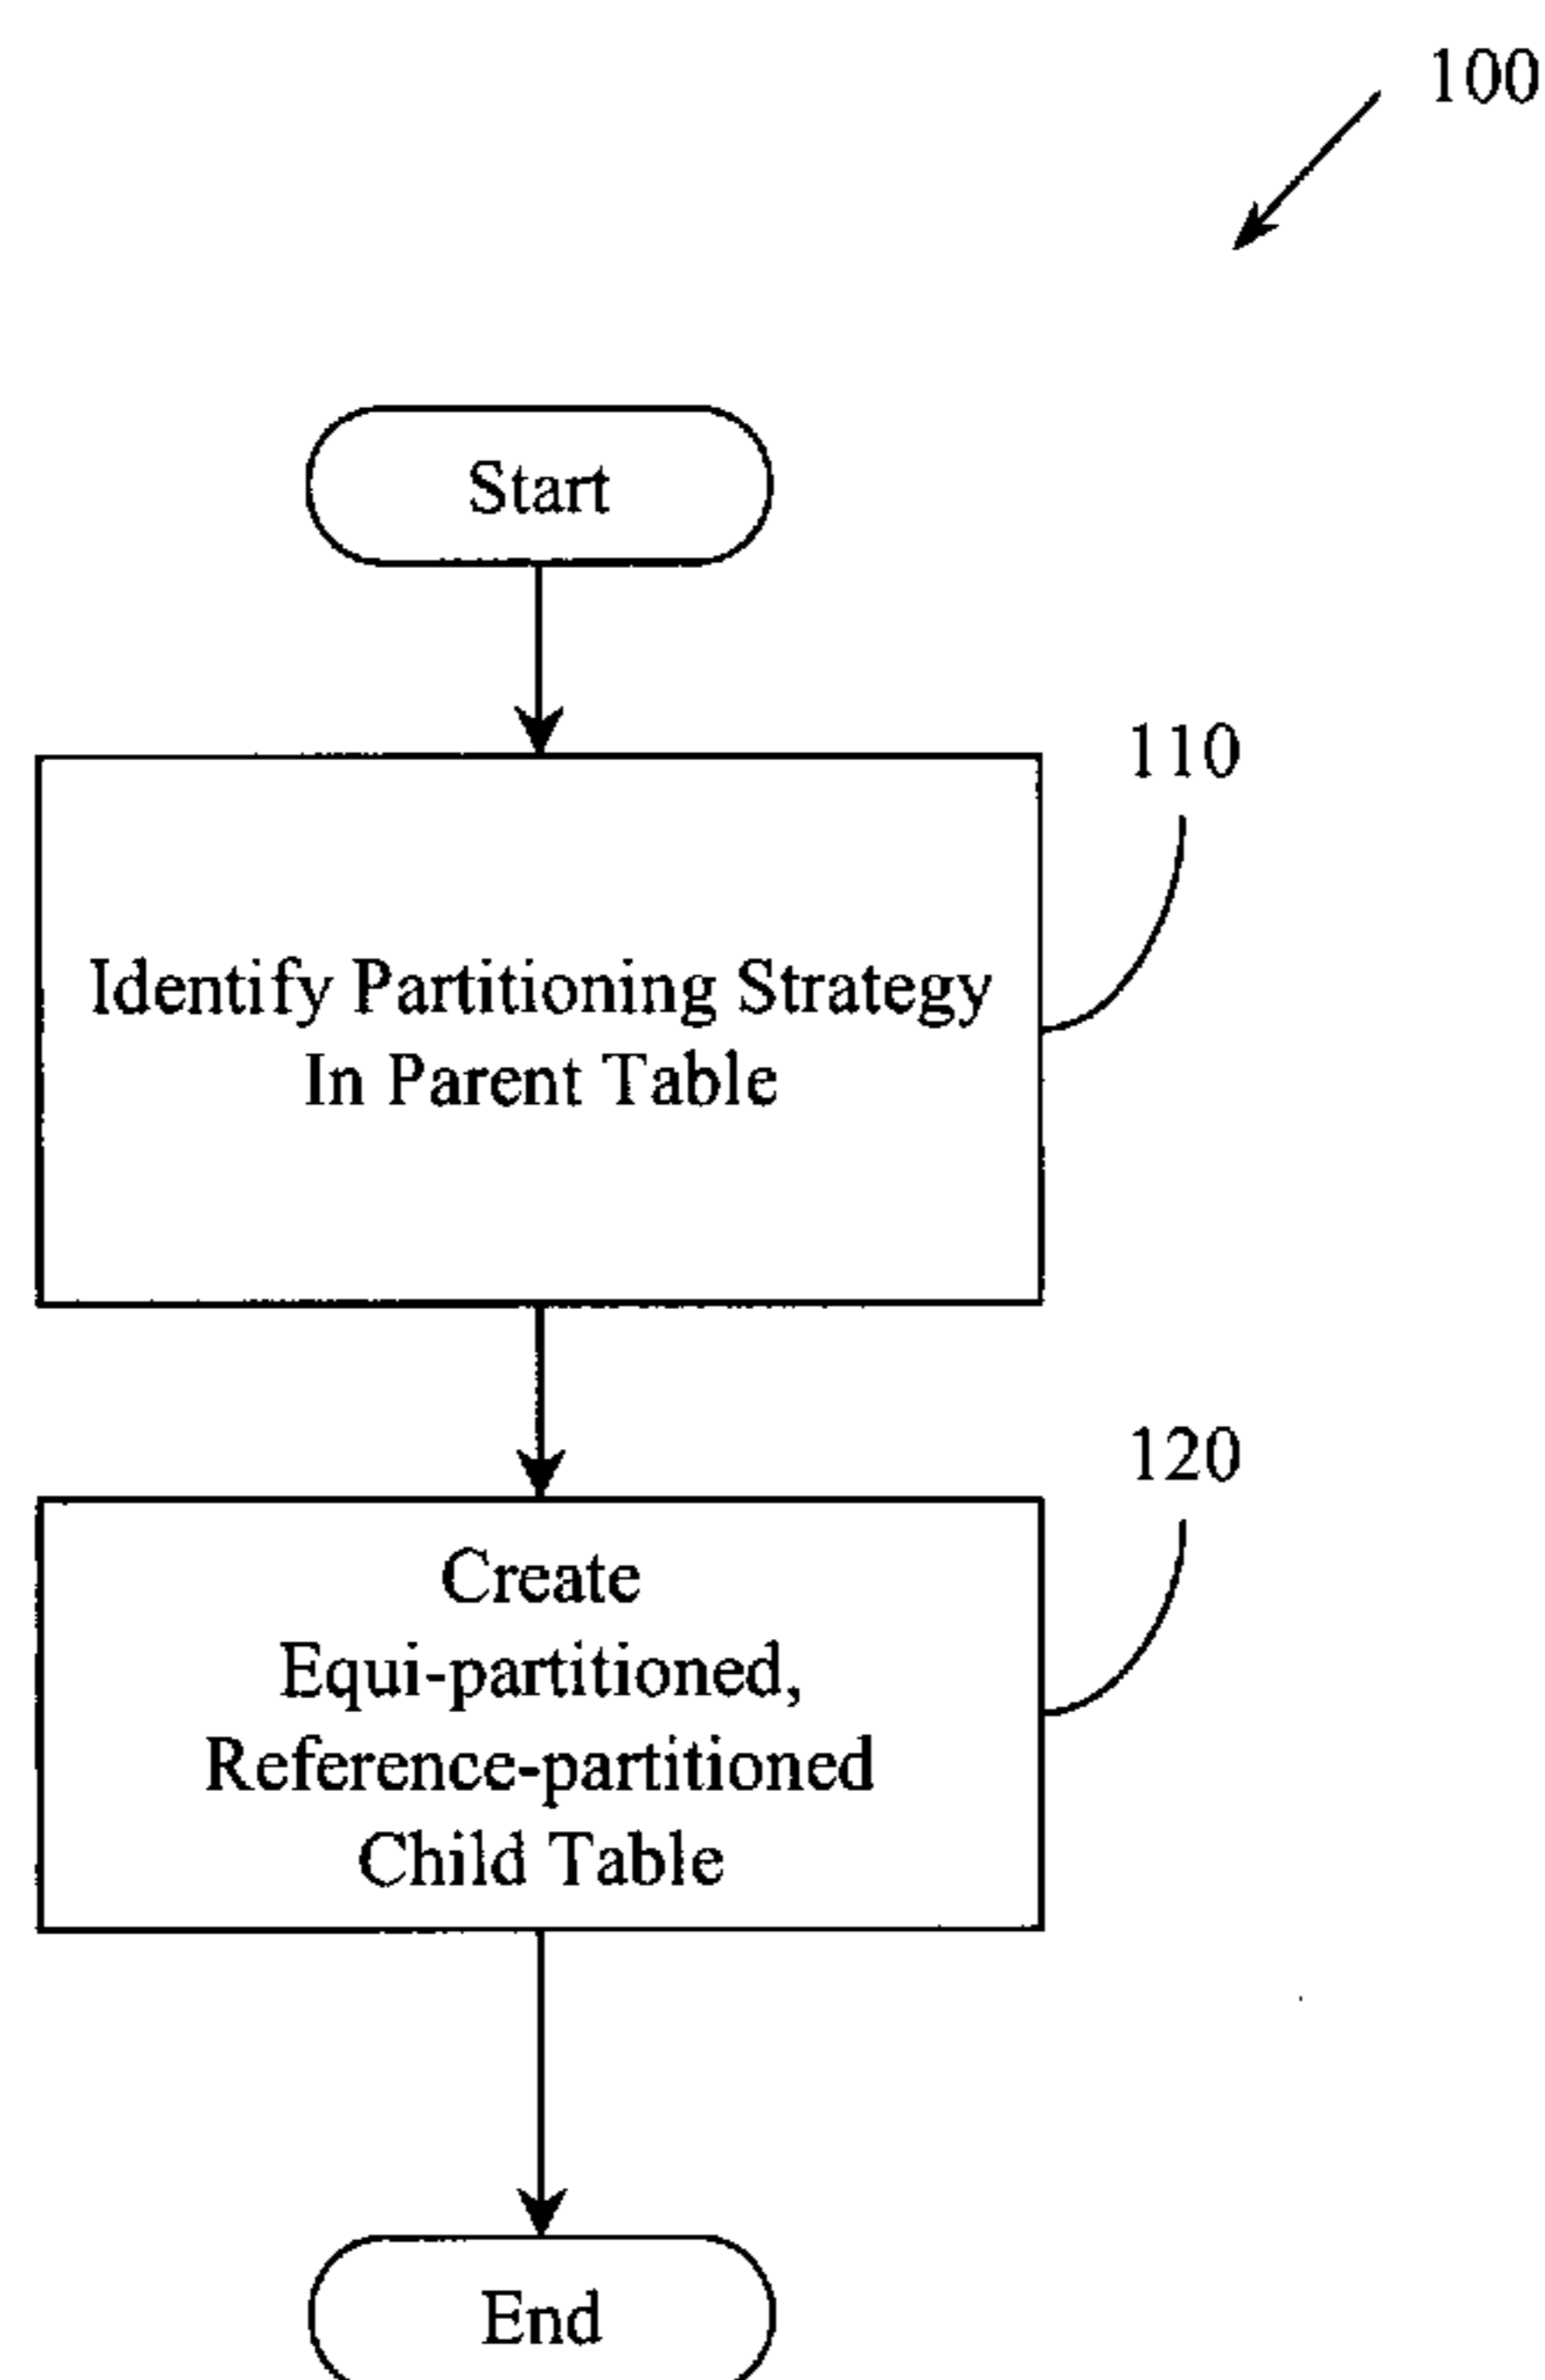 100
Start
110
Identify Partitioning Strategy
In Parent Table
120
Create
Equi-partitioned,
Reference-partitioned
Child Table
End